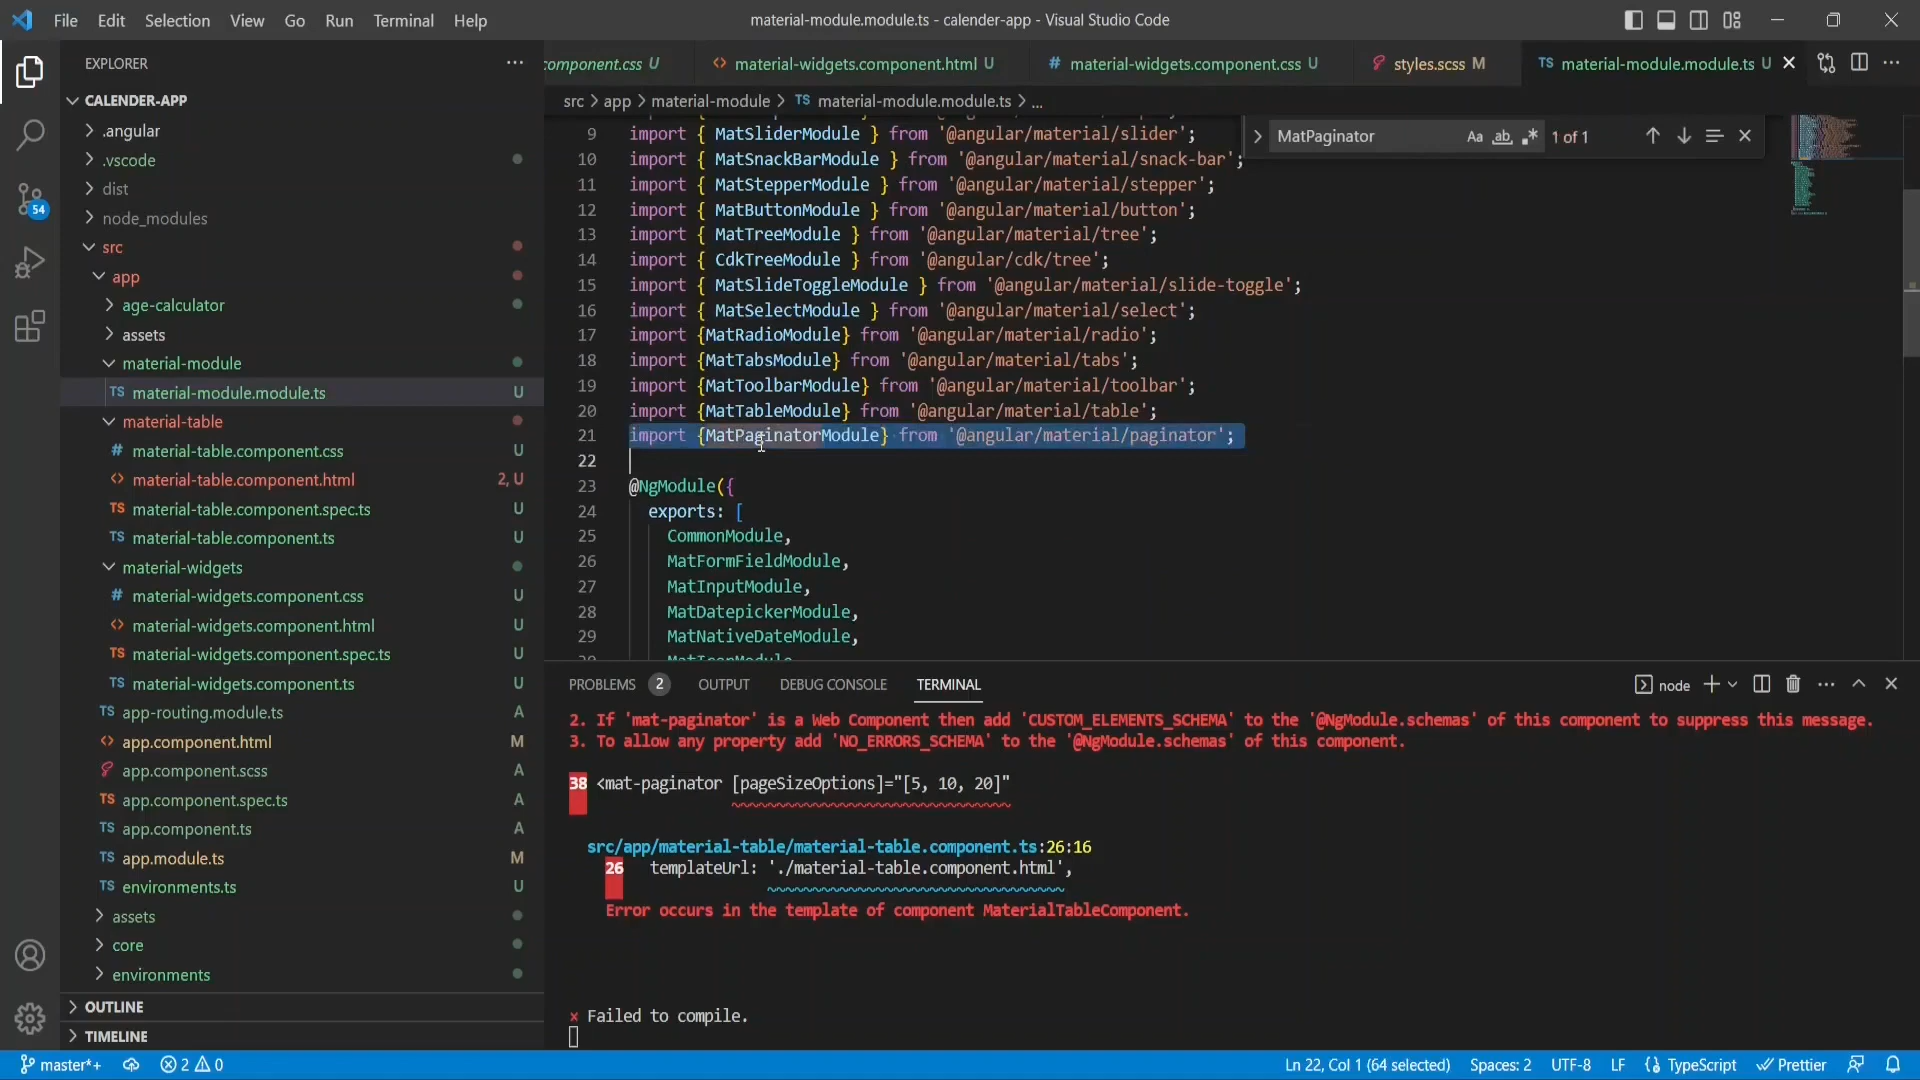 File Edit Selection View Go Run Terminal Help
material-module.module.ts - calender-app - Visual Studio Code
EXPLORER
component.css U
material-widgets.component.html U
# material-widgets.component.css U
styles.scss M
TS material-module.module.ts U
CALENDER-APP
.angular
.vscode
dist
node_modules
src
app
age-calculator
assets
material-module
TS material-module.module.ts U
material-table
# material-table.component.css U
<> material-table.component.html 2, U
TS material-table.component.spec.ts U
TS material-table.component.ts U
material-widgets
# material-widgets.component.css U
<> material-widgets.component.html U
TS material-widgets.component.spec.ts U
TS material-widgets.component.ts U
TS app-routing.module.ts A
<> app.component.html M
app.component.scss A
TS app.component.spec.ts A
TS app.component.ts A
TS app.module.ts M
TS environments.ts U
assets
core
environments
OUTLINE
TIMELINE
54
src > app > material-module > TS material-module.module.ts > ...
MatPaginator Aa ab .* 1 of 1
9 import { MatSliderModule } from '@angular/material/slider';
10 import { MatSnackBarModule } from '@angular/material/snack-bar';
11 import { MatStepperModule } from '@angular/material/stepper';
12 import { MatButtonModule } from '@angular/material/button';
13 import { MatTreeModule } from '@angular/material/tree';
14 import { CdkTreeModule } from '@angular/cdk/tree';
15 import { MatSlideToggleModule } from '@angular/material/slide-toggle';
16 import { MatSelectModule } from '@angular/material/select';
17 import {MatRadioModule} from '@angular/material/radio';
18 import {MatTabsModule} from '@angular/material/tabs';
19 import {MatToolbarModule} from '@angular/material/toolbar';
20 import {MatTableModule} from '@angular/material/table';
21 import {MatPaginatorModule} from '@angular/material/paginator';
22
23 @NgModule({
24 exports: [
25 CommonModule,
26 MatFormFieldModule,
27 MatInputModule,
28 MatDatepickerModule,
29 MatNativeDateModule,
PROBLEMS 2 OUTPUT DEBUG CONSOLE TERMINAL
node
2. If 'mat-paginator' is a Web Component then add 'CUSTOM_ELEMENTS_SCHEMA' to the '@NgModule.schemas' of this component to suppress this message.
3. To allow any property add 'NO_ERRORS_SCHEMA' to the '@NgModule.schemas' of this component.
38 <mat-paginator [pageSizeOptions]="[5, 10, 20]"
src/app/material-table/material-table.component.ts:26:16
26 templateUrl: './material-table.component.html',
Error occurs in the template of component MaterialTableComponent.
× Failed to compile.
master*+ 2 0
Ln 22, Col 1 (64 selected) Spaces: 2 UTF-8 LF {} TypeScript Prettier